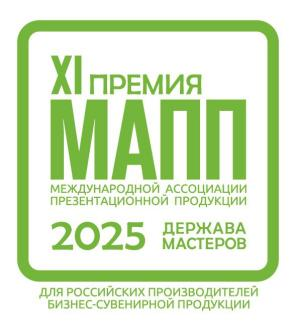 XI ПРЕМИЯ
МАПП
МЕЖДУНАРОДНОЙ АССОЦИАЦИИ
ПРЕЗЕНТАЦИОННОЙ ПРОДУКЦИИ
2025 ДЕРЖАВА
МАСТЕРОВ
ДЛЯ РОССИЙСКИХ ПРОИЗВОДИТЕЛЕЙ
БИЗНЕС-СУВЕНИРНОЙ ПРОДУКЦИИ